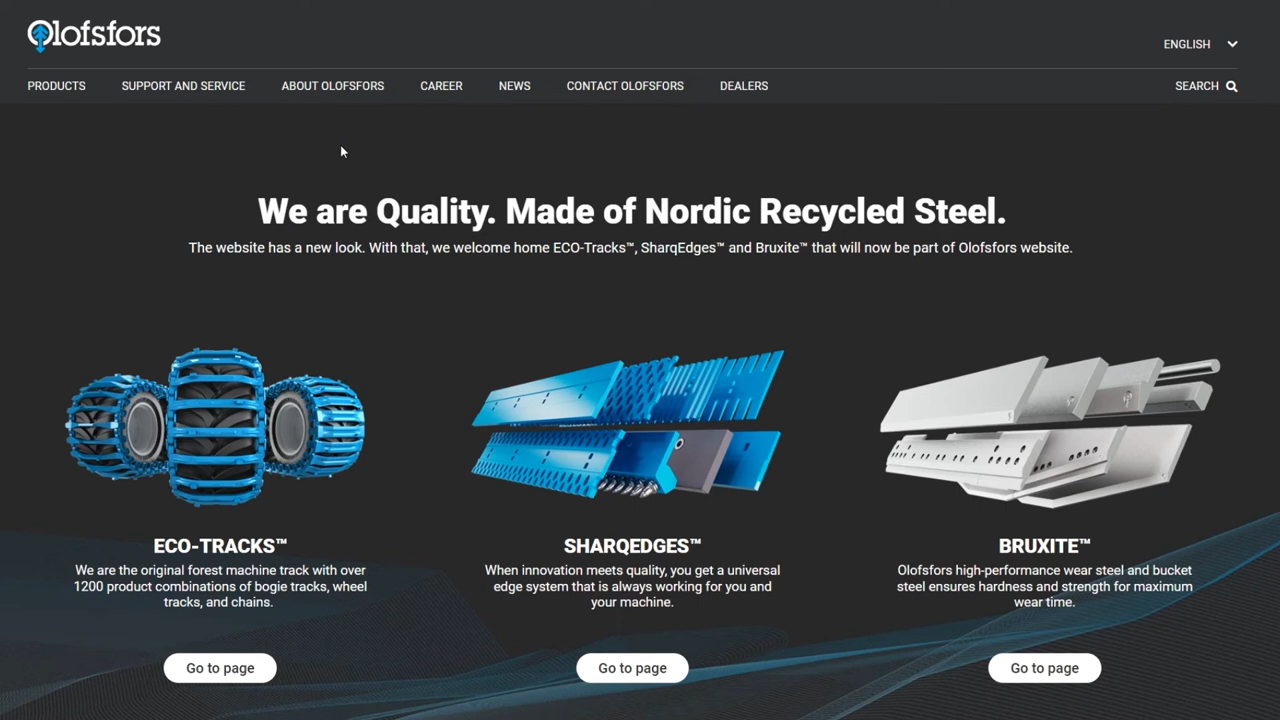 Olofsfors
ENGLISH
PRODUCTS SUPPORT AND SERVICE ABOUT OLOFSFORS CAREER NEWS CONTACT OLOFSFORS DEALERS SEARCH
We are Quality. Made of Nordic Recycled Steel.
The website has a new look. With that, we welcome home ECO-Tracks™, SharqEdges™ and Bruxite™ that will now be part of Olofsfors website.
ECO-TRACKS™
We are the original forest machine track with over
1200 product combinations of bogie tracks, wheel
tracks, and chains.
Go to page
SHARQEDGES™
When innovation meets quality, you get a universal
edge system that is always working for you and
your machine.
Go to page
BRUXITE™
Olofsfors high-performance wear steel and bucket
steel ensures hardness and strength for maximum
wear time.
Go to page